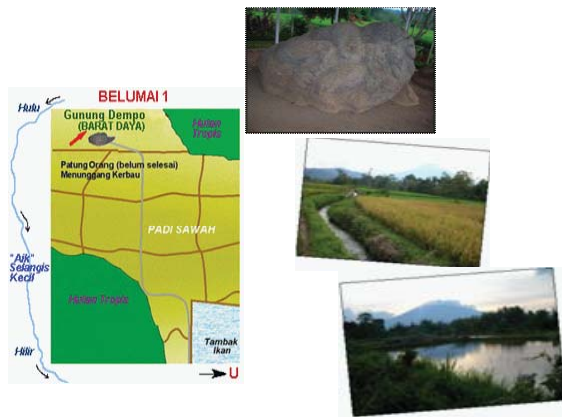 BELUMAI 1
Hulu
Gunung Dempo
(BARAT DAYA)
Hutan
Tropis
Patung Orang (belum selesai)
Menunggang Kerbau
PADI SAWAH
"Aik"
Selangis
Kecil
Hutan Tropis
Tambak
Ikan
Hilir
U